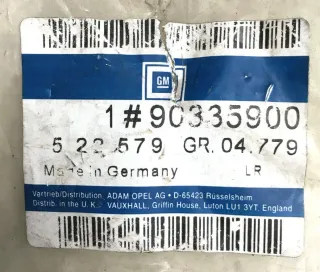 GM
1 # 90335900
5 22 579 GR. 04.779
Made in Germany LR
Vertrieb/Distribution. ADAM OPEL AG • D-65423 Rüsselsheim
Distrib. in the U.K. VAUXHALL, Griffin House, Luton LU1 3YT, England